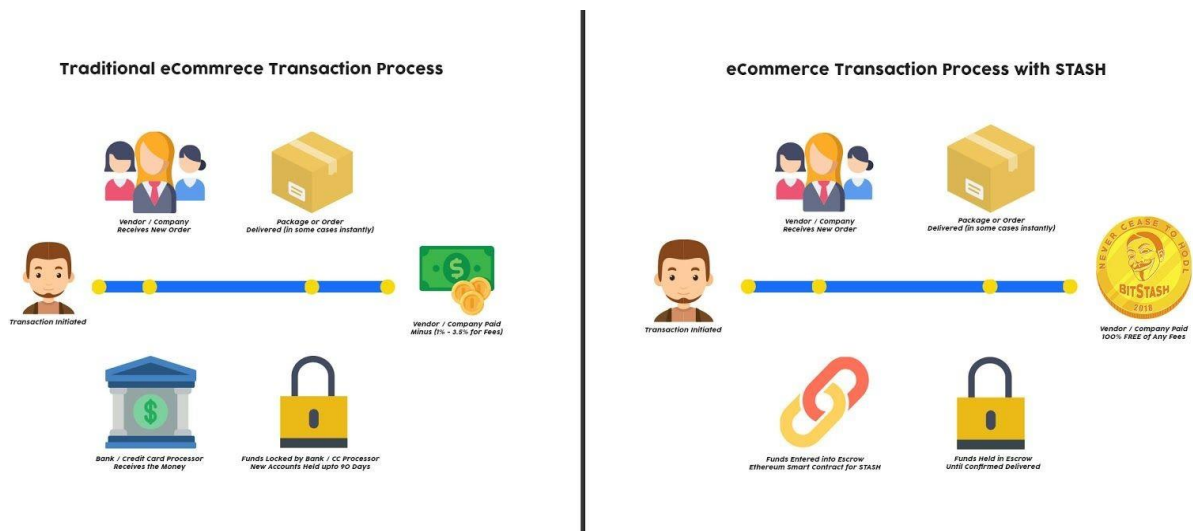 Traditional eCommrece Transaction Process
Vendor / Company
Receives New Order
Package or Order
Delivered (in some cases instantly)
Transaction Initiated
$
Vendor / Company Paid
Minus (1% - 3.5% for Fees)
$
Bank / Credit Card Processor
Receives the Money
Funds Locked by Bank / CC Processor
New Accounts Held upto 90 Days
eCommerce Transaction Process with STASH
Vendor / Company
Receives New Order
Package or Order
Delivered (in some cases instantly)
Transaction Initiated
NEVER CEASE TO HODL
BITSTASH
2018
Vendor / Company Paid
100% FREE of Any Fees
Funds Entered into Escrow
Ethereum Smart Contract for STASH
Funds Held in Escrow
Until Confirmed Delivered